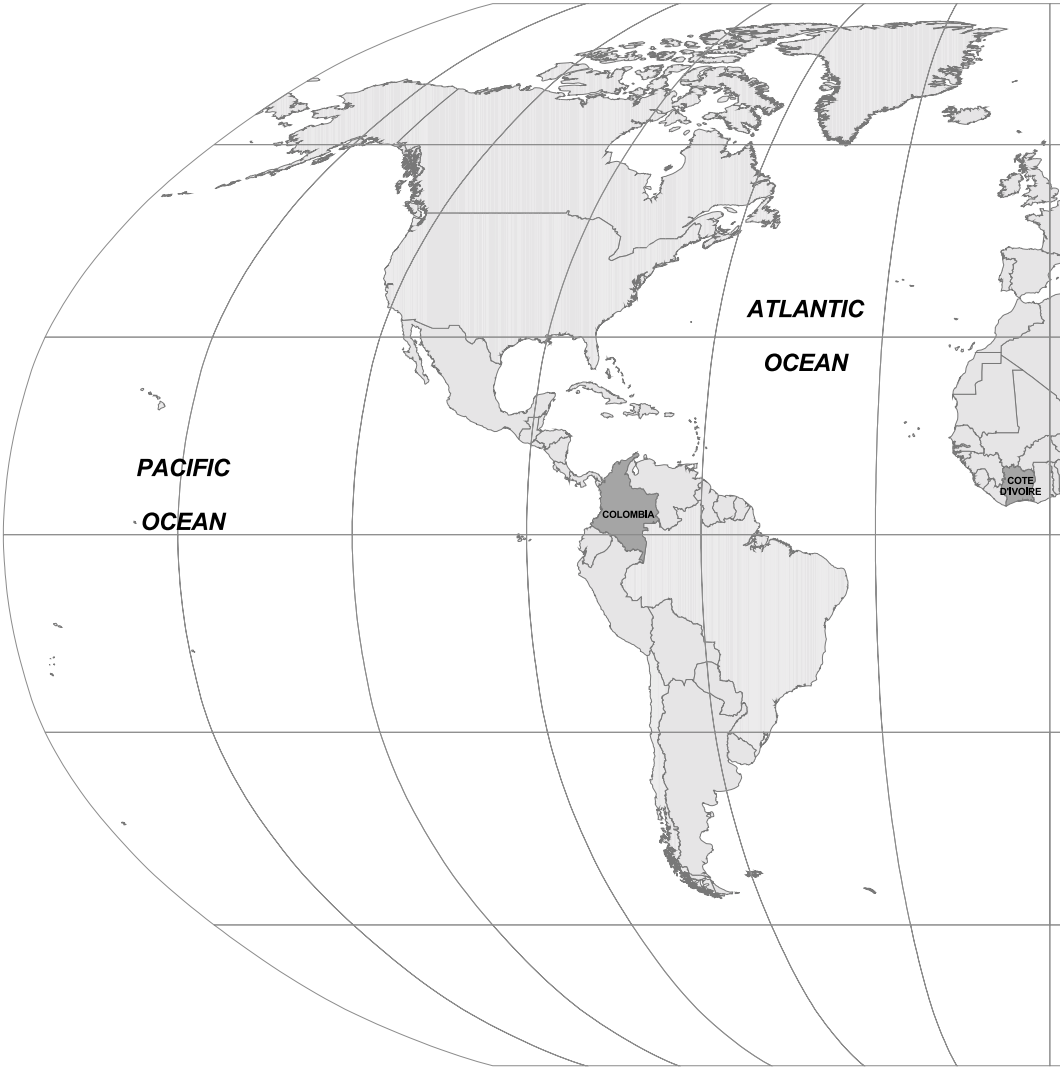 ATLANTIC
OCEAN
PACIFIC
OCEAN
COLOMBIA
COTE
D'IVOIRE